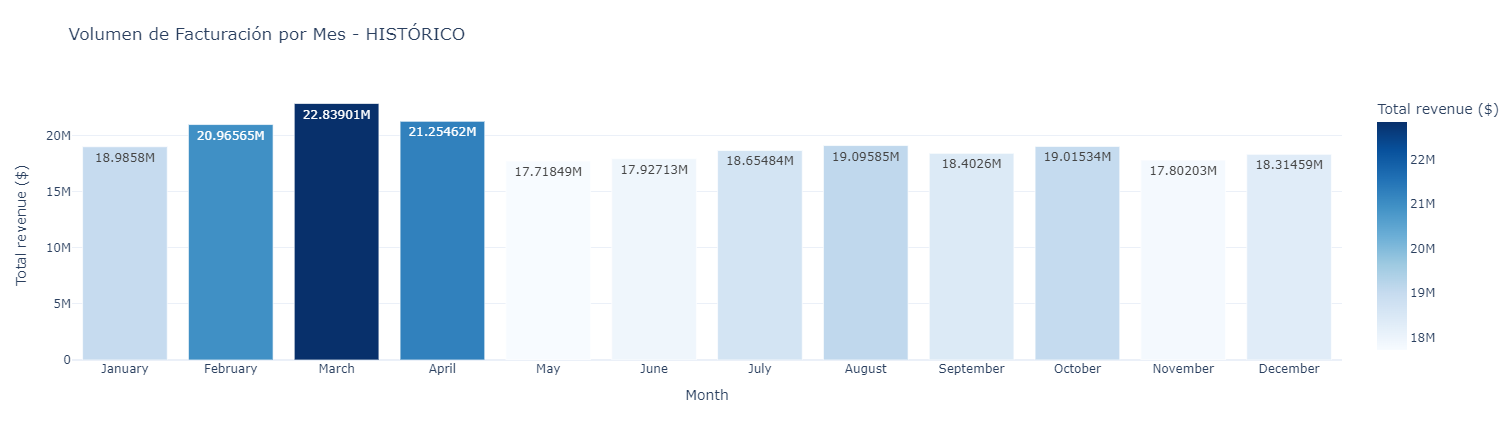 Volumen de Facturación por Mes - HISTÓRICO
Total revenue ($)
20M
15M
10M
5M
0
18.9858M
20.96565M
22.83901M
21.25462M
17.71849M
17.92713M
18.65484M
19.09585M
18.4026M
19.01534M
17.80203M
18.31459M
January
February
March
April
May
June
July
August
September
October
November
December
Month
Total revenue ($)
22M
21M
20M
19M
18M